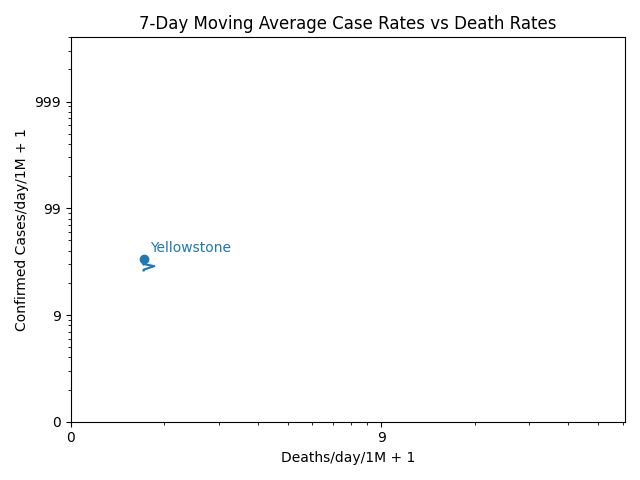 7-Day Moving Average Case Rates vs Death Rates
999
99
9
0
Confirmed Cases/day/1M + 1
Yellowstone
0
9
Deaths/day/1M + 1